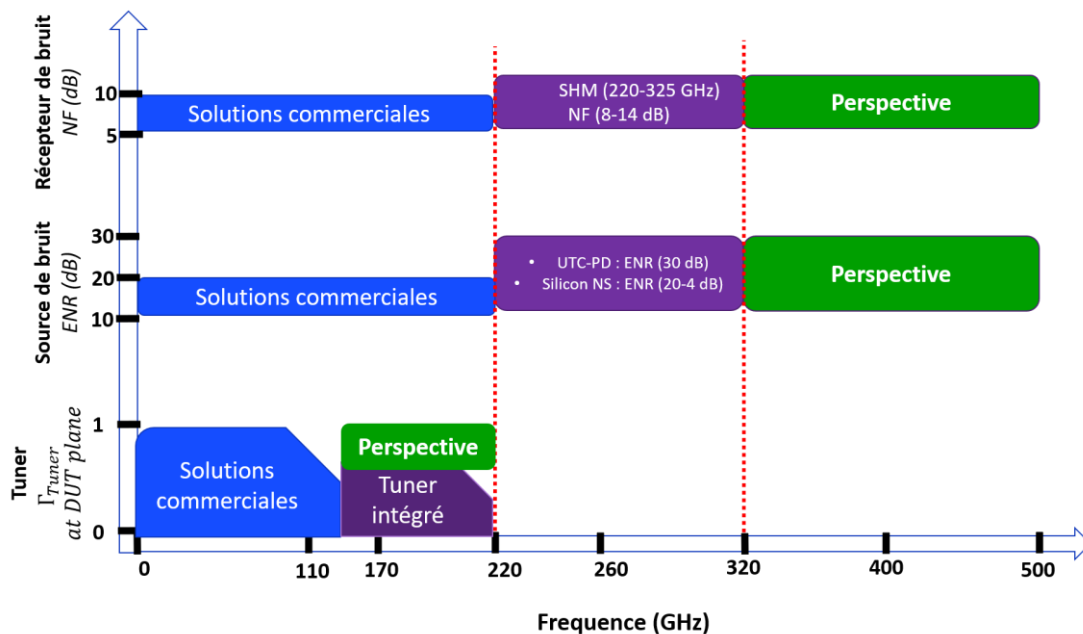 Récepteur de bruit
NF (dB)
10
5
Solutions commerciales
SHM (220-325 GHz)
NF (8-14 dB)
Perspective
Source de bruit
ENR (dB)
30
20
10
Solutions commerciales
• UTC-PD : ENR (30 dB)
• Silicon NS : ENR (20-4 dB)
Perspective
Tuner
Γ_Tuner
at DUT plane
1
0
Solutions
commerciales
Perspective
Tuner
intégré
0 110 170 220 260 320 400 500
Frequence (GHz)